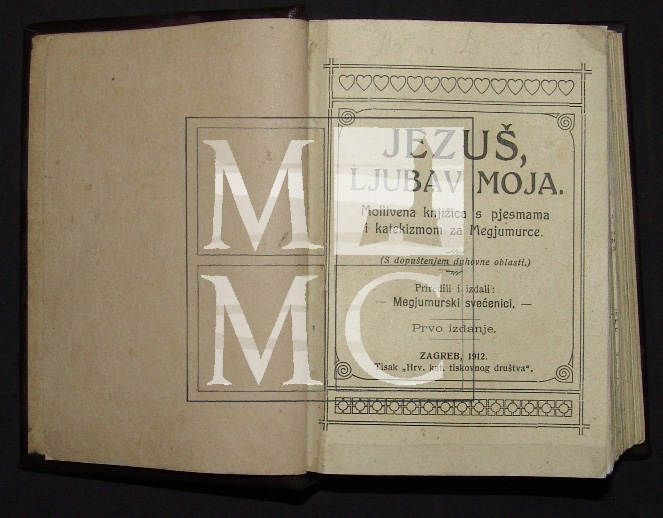 JEZUŠ,
LJUBAV MOJA.
Molitvena knjižica s pjesmama
i katekizmom za Megjumurce.
(S dopuštenjem duhovne oblasti.)
Priredili i izdali:
— Megjumurski svećenici, —
Prvo izdanje.
ZAGREB, 1912.
Tisak „Hrv. kat. tiskovnog društva“.
M H
M C